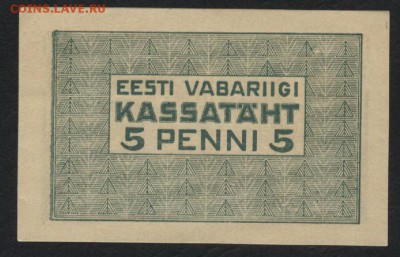 COINS.LAVE.RU
EESTI VABARIIGI
KASSATÄHT
5 PENNI 5